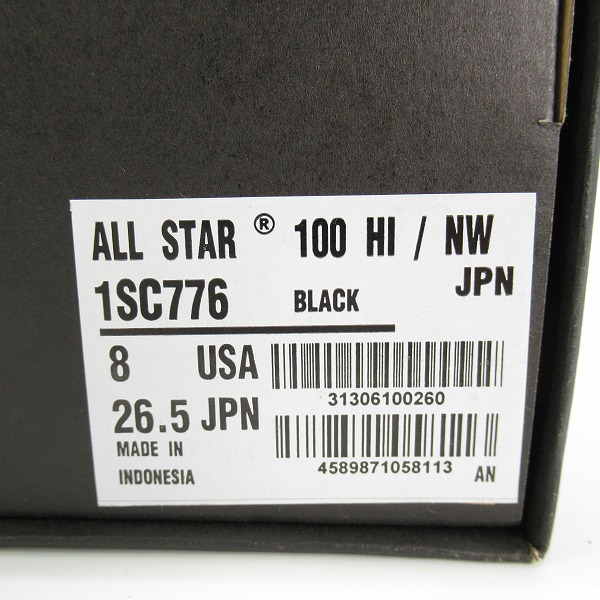 ALL STAR ® 100 HI / NW
JPN
1SC776 BLACK
8 USA
31306100260
26.5 JPN
MADE IN
INDONESIA
4589871058113 AN